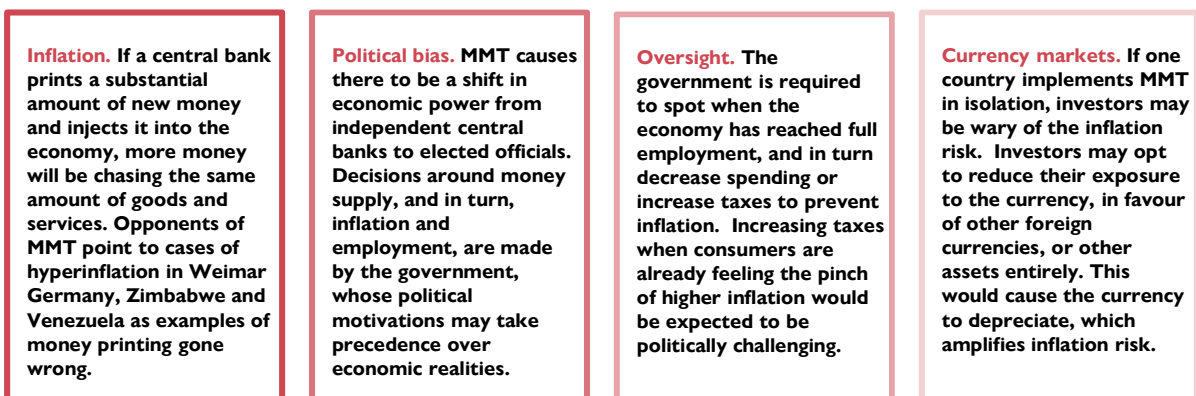 Inflation. If a central bank
prints a substantial
amount of new money
and injects it into the
economy, more money
will be chasing the same
amount of goods and
services. Opponents of
MMT point to cases of
hyperinflation in Weimar
Germany, Zimbabwe and
Venezuela as examples of
money printing gone
wrong.
Political bias. MMT causes
there to be a shift in
economic power from
independent central
banks to elected officials.
Decisions around money
supply, and in turn,
inflation and
employment, are made
by the government,
whose political
motivations may take
precedence over
economic realities.
Oversight. The
government is required
to spot when the
economy has reached full
employment, and in turn
decrease spending or
increase taxes to prevent
inflation. Increasing taxes
when consumers are
already feeling the pinch
of higher inflation would
be expected to be
politically challenging.
Currency markets. If one
country implements MMT
in isolation, investors may
be wary of the inflation
risk. Investors may opt
to reduce their exposure
to the currency, in favour
of other foreign
currencies, or other
assets entirely. This
would cause the currency
to depreciate, which
amplifies inflation risk.